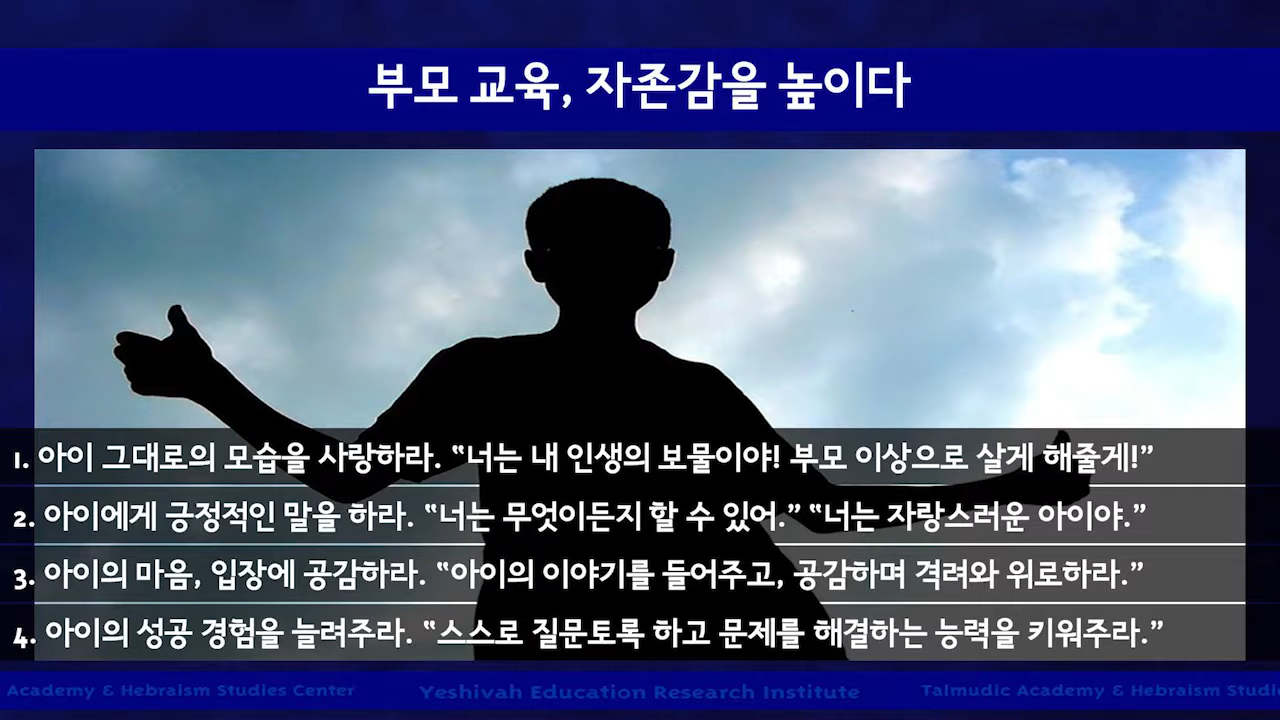 부모 교육, 자존감을 높이다
1. 아이 그대로의 모습을 사랑하라. “너는 내 인생의 보물이야! 부모 이상으로 살게 해줄게!”
2. 아이에게 긍정적인 말을 하라. “너는 무엇이든지 할 수 있어.” “너는 자랑스러운 아이야.”
3. 아이의 마음, 입장에 공감하라. “아이의 이야기를 들어주고, 공감하며 격려와 위로하라.”
4. 아이의 성공 경험을 늘려주라. “스스로 질문토록 하고 문제를 해결하는 능력을 키워주라.”
Academy & Hebraism Studies Center Yeshivah Education Research Institute Talmudic Academy & Hebraism Studie